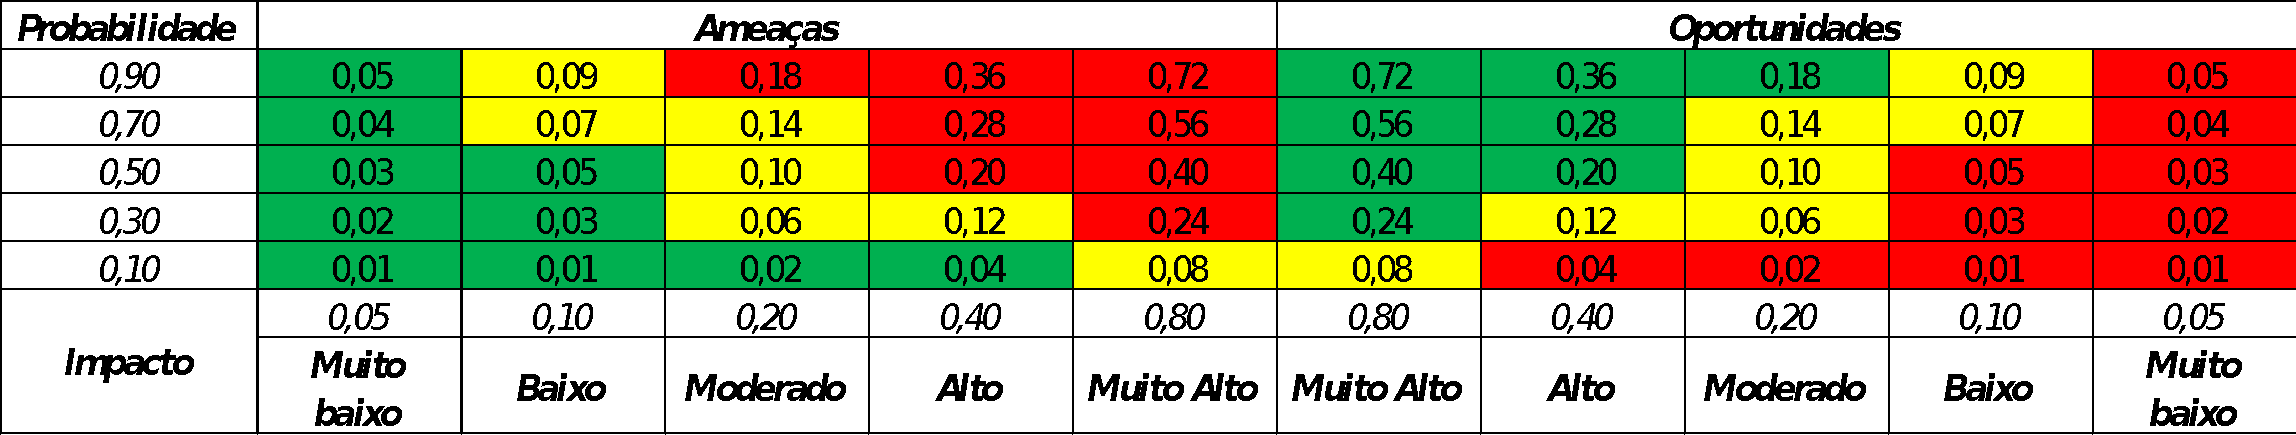 Probabilidade Ameaças Oportunidades
0,90 0,05 0,09 0,18 0,36 0,72 0,72 0,36 0,18 0,09 0,05
0,70 0,04 0,07 0,14 0,28 0,56 0,56 0,28 0,14 0,07 0,04
0,50 0,03 0,05 0,10 0,20 0,40 0,40 0,20 0,10 0,05 0,03
0,30 0,02 0,03 0,06 0,12 0,24 0,24 0,12 0,06 0,03 0,02
0,10 0,01 0,01 0,02 0,04 0,08 0,08 0,04 0,02 0,01 0,01
Impacto 0,05 0,10 0,20 0,40 0,80 0,80 0,40 0,20 0,10 0,05
Muito baixo Baixo Moderado Alto Muito Alto Muito Alto Alto Moderado Baixo Muito baixo